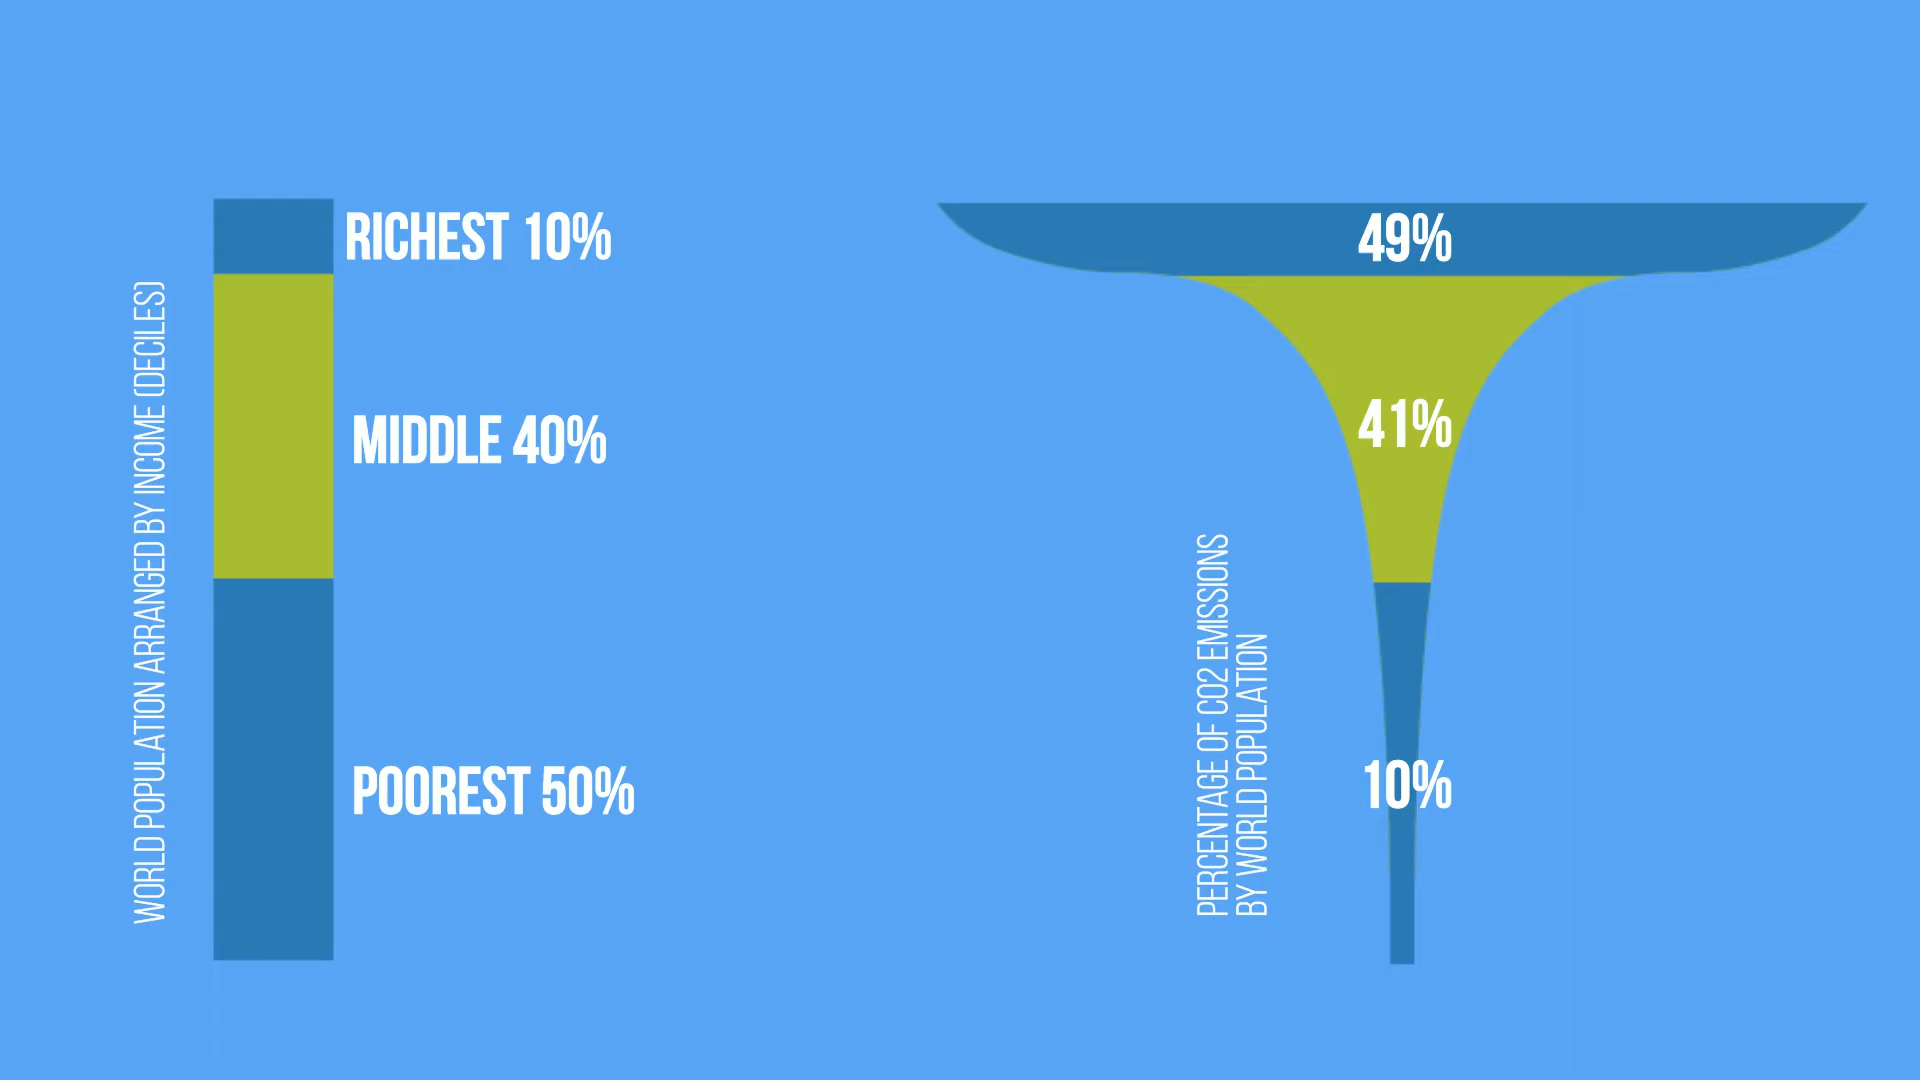 WORLD POPULATION ARRANGED BY INCOME (DECILES)
RICHEST 10%
MIDDLE 40%
POOREST 50%
PERCENTAGE OF CO2 EMISSIONS
BY WORLD POPULATION
49%
41%
10%